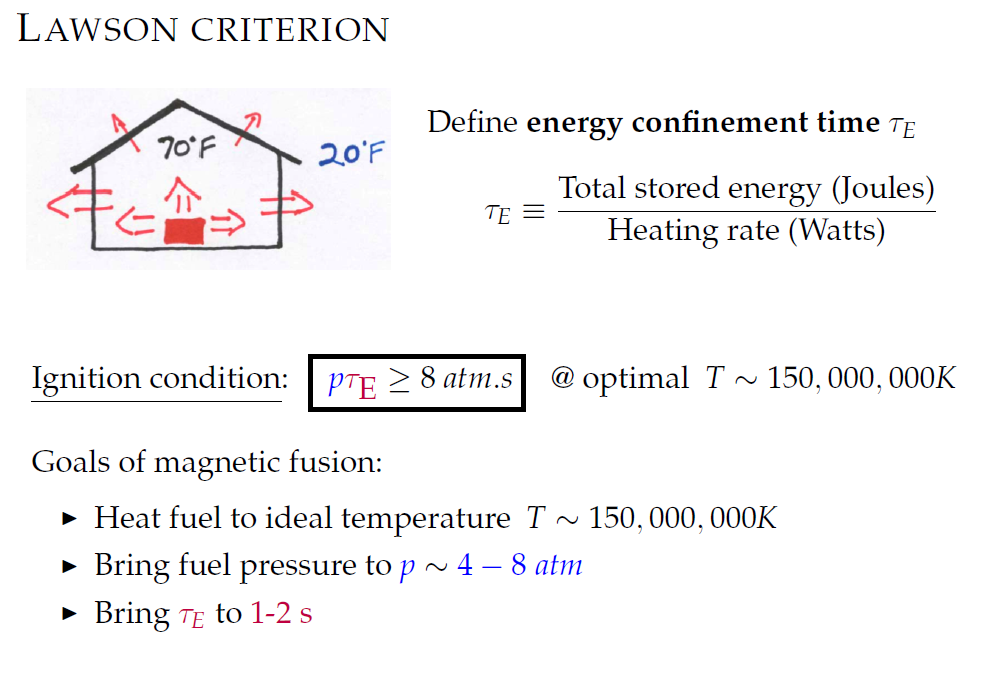 LAWSON CRITERION
70°F
20°F
Define energy confinement time τE
τE ≡ Total stored energy (Joules)
Heating rate (Watts)
Ignition condition: pτE ≥ 8 atm.s @ optimal T ∼ 150,000,000K
Goals of magnetic fusion:
▶ Heat fuel to ideal temperature T ∼ 150,000,000K
▶ Bring fuel pressure to p ∼ 4 − 8 atm
▶ Bring τE to 1-2 s